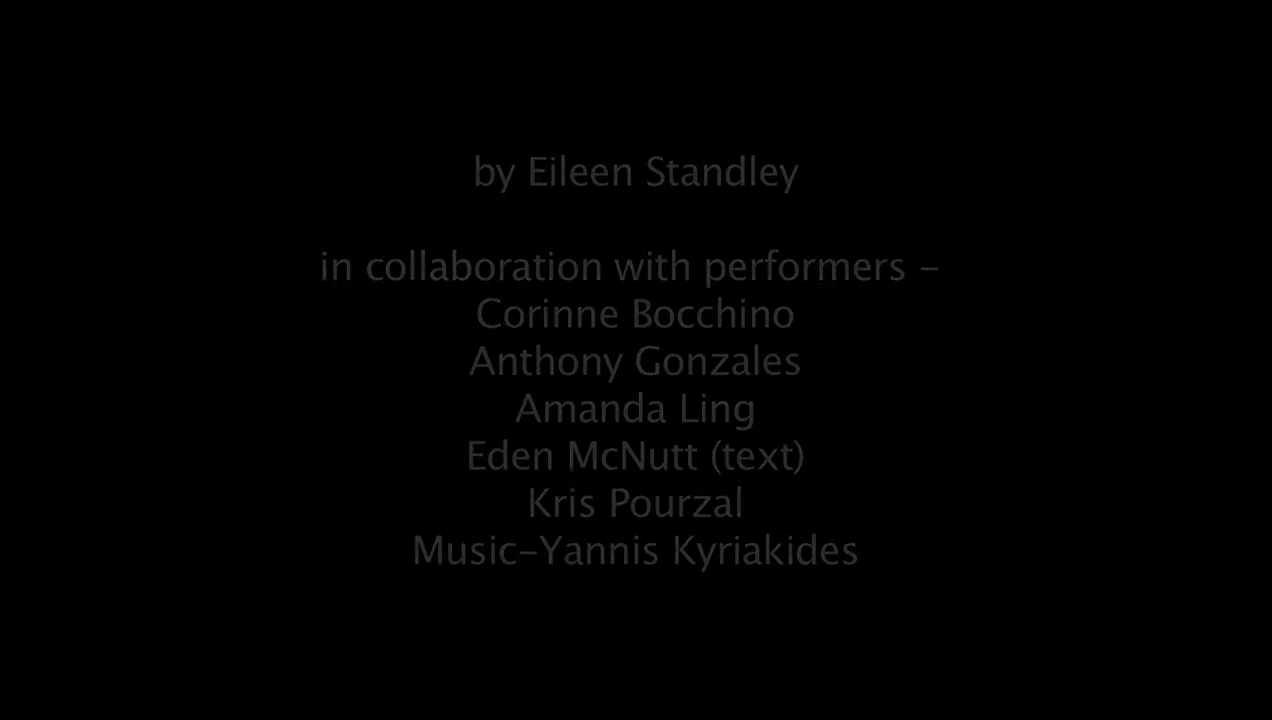 by Eileen Standley
in collaboration with performers -
Corinne Bocchino
Anthony Gonzales
Amanda Ling
Eden McNutt (text)
Kris Pourzal
Music-Yannis Kyriakides